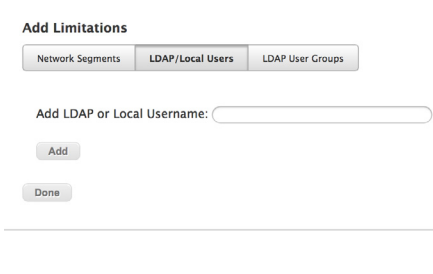 Add Limitations
Network Segments LDAP/Local Users LDAP User Groups
Add LDAP or Local Username:
Add
Done